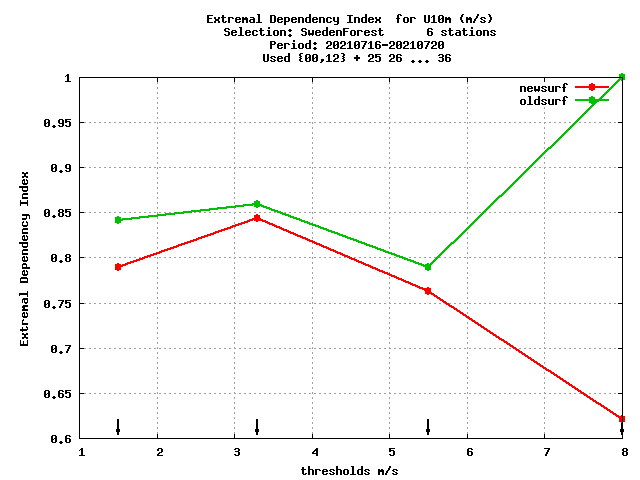 Extremal Dependency Index  for U10m (m/s)
Selection: SwedenForest      6 stations
Period: 20210716-20210720
Used {00,12} + 25 26 ... 36
newsurf
oldsurf
Extremal Dependency Index
1
0.95
0.9
0.85
0.8
0.75
0.7
0.65
0.6
1 2 3 4 5 6 7 8
thresholds m/s